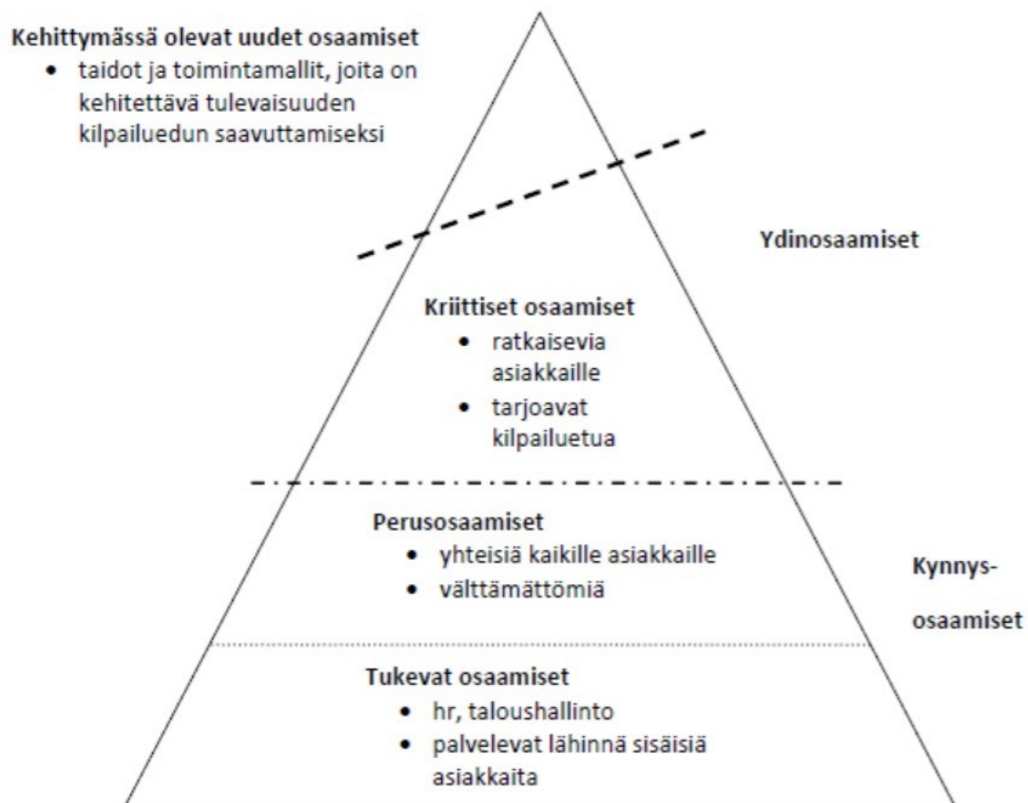 Kehittymässä olevat uudet osaamiset
• taidot ja toimintamallit, joita on
kehitettävä tulevaisuuden
kilpailuedun saavuttamiseksi
Ydinosaamiset
Kriittiset osaamiset
• ratkaisevia
asiakkaille
• tarjoavat
kilpailuetua
Perusosaamiset
• yhteisiä kaikille asiakkaille
• välttämättömiä
Kynnys-
osaamiset
Tukevat osaamiset
• hr, taloushallinto
• palvelevat lähinnä sisäisiä
asiakkaita